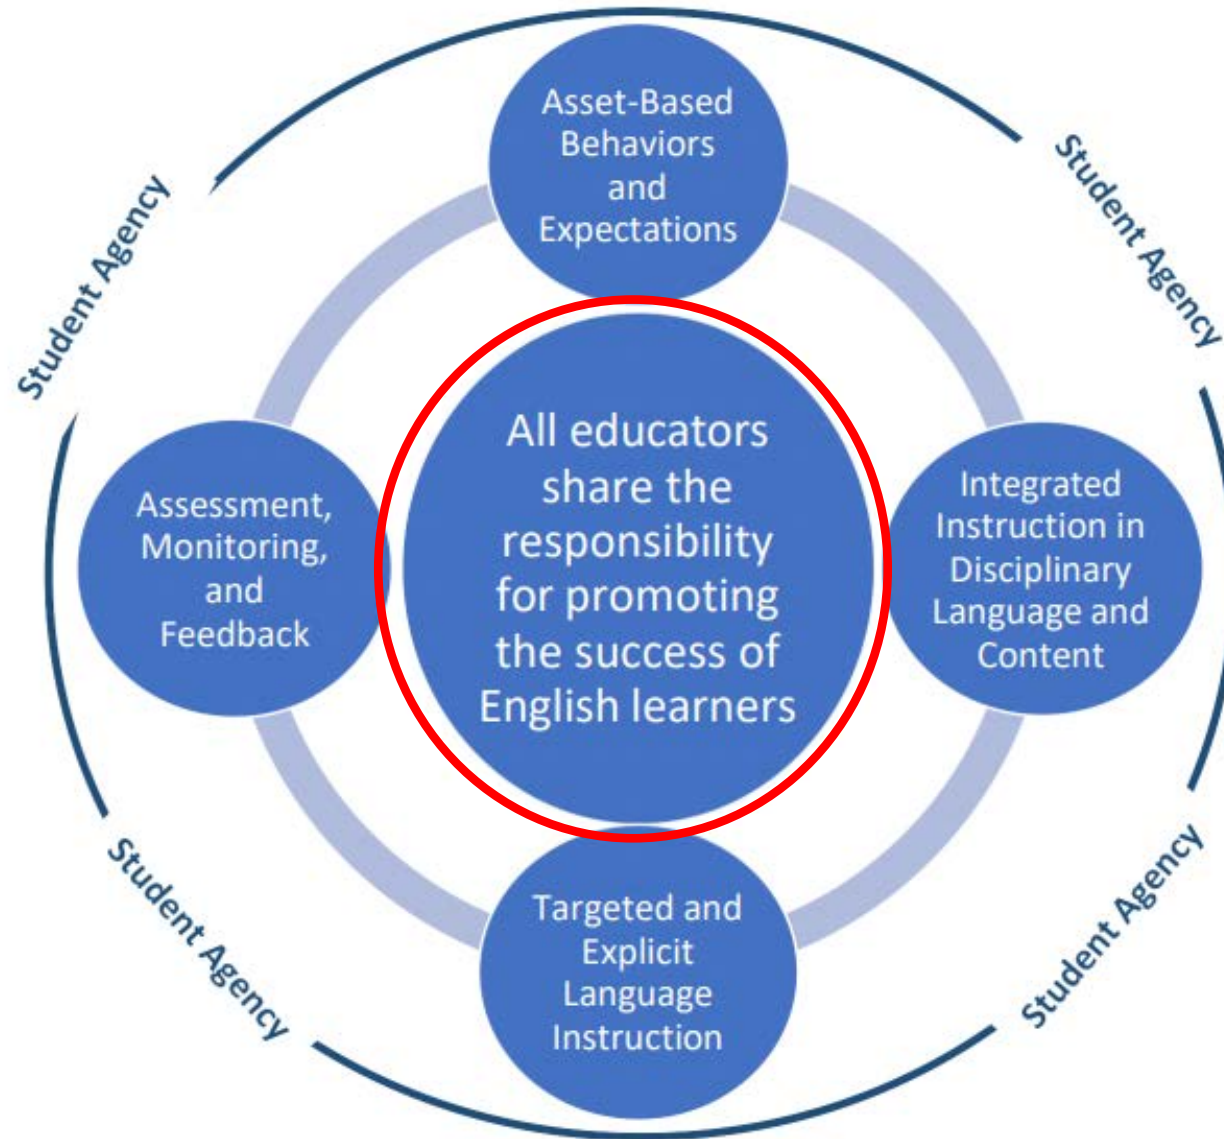 Asset-Based
Behaviors
and
Expectations
Student Agency
Student Agency
All educators
share the
responsibility
for promoting
the success of
English learners
Assessment,
Monitoring,
and
Feedback
Integrated
Instruction in
Disciplinary
Language and
Content
Targeted and
Explicit
Language
Instruction
Student Agency
Student Agency